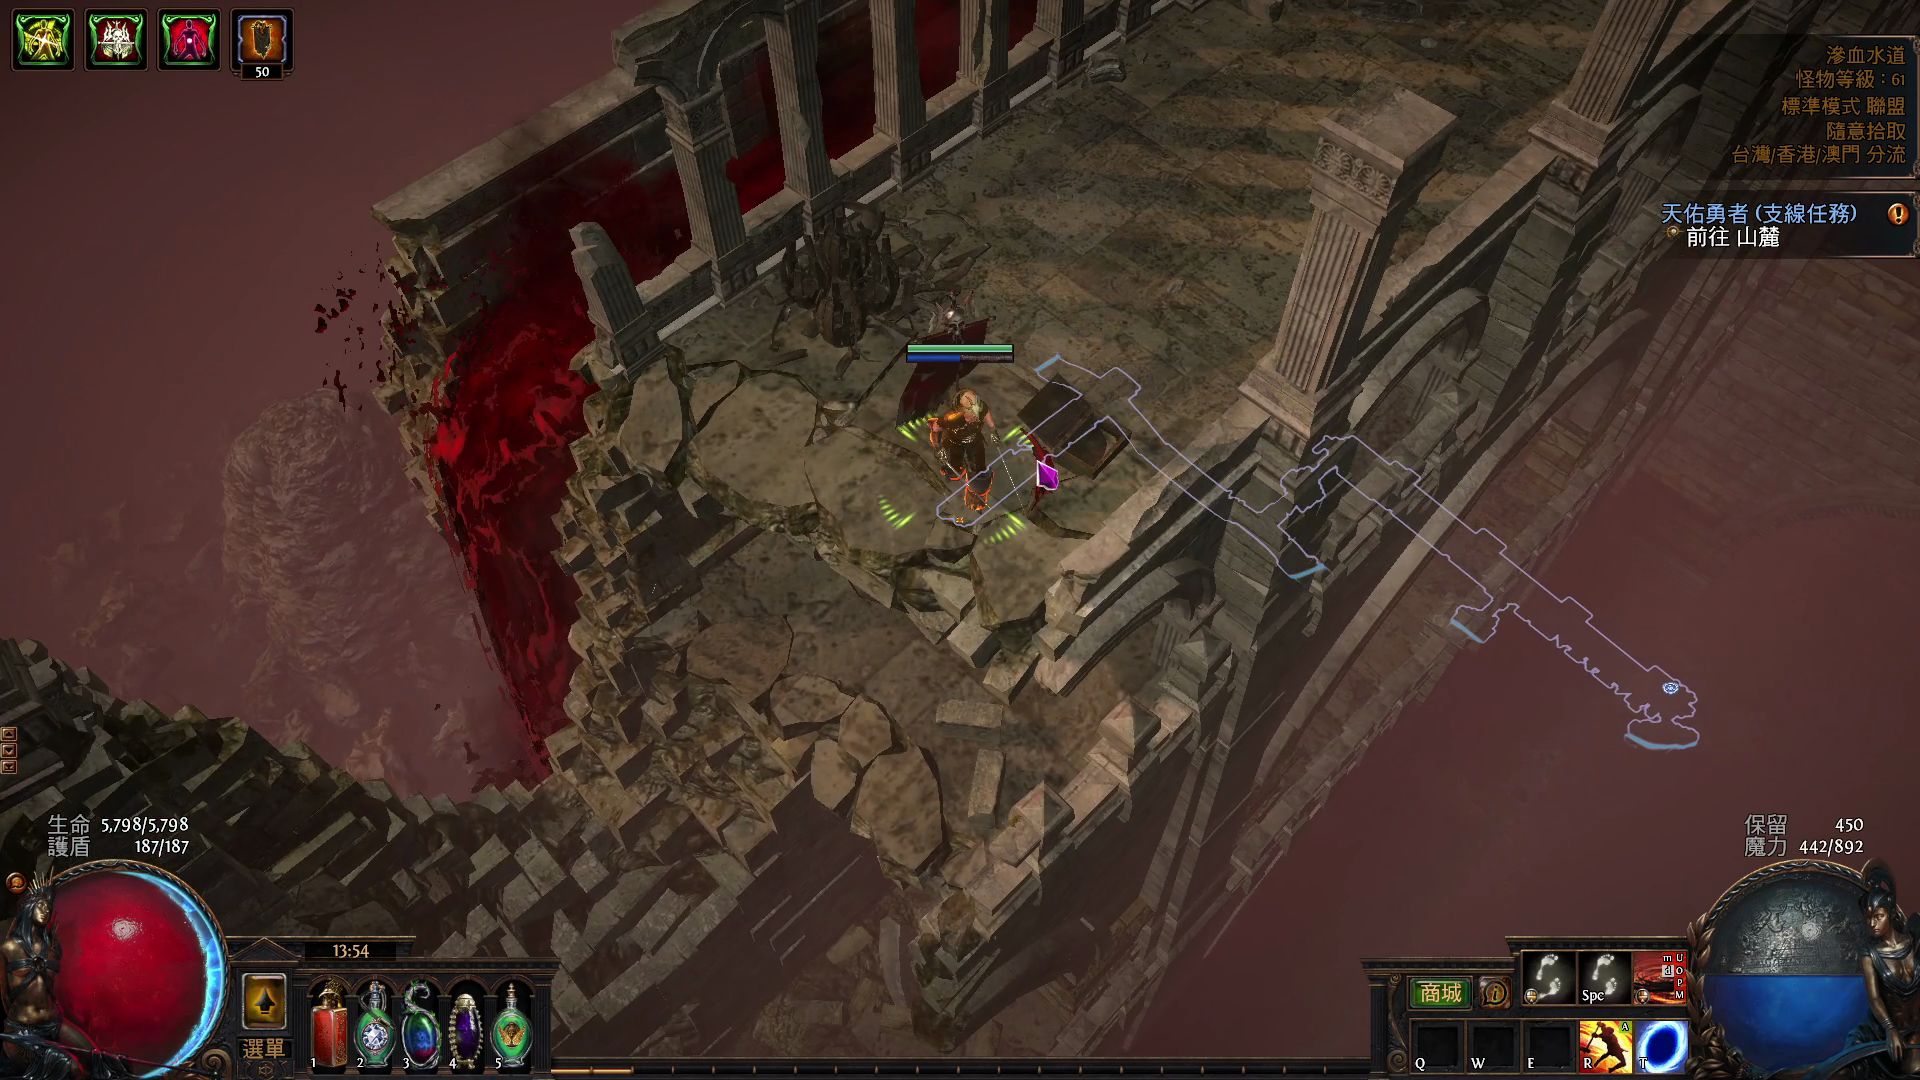 50
滲血水道
怪物等級：61
標準模式 聯盟
隨意拾取
台灣/香港/澳門 分流
天佑勇者 (支線任務)
前往 山麓
生命 5,798/5,798
護盾 187/187
保留 450
魔力 442/892
13:54
選單
1 2 3 4 5
商城
Spc
m U
d O
P
M
Q W E R A T